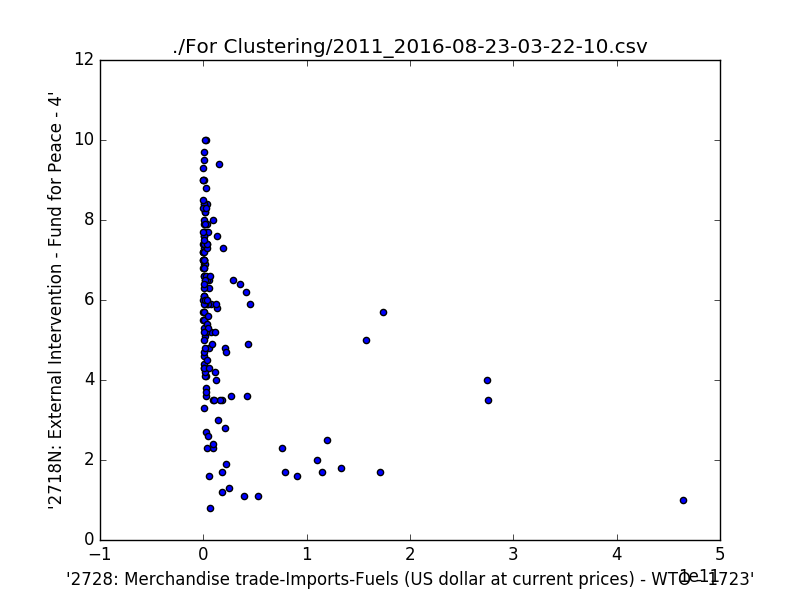 ./For Clustering/2011_2016-08-23-03-22-10.csv
12
10
8
6
4
2
0
'2718N: External Intervention - Fund for Peace - 4'
−1 0 1 2 3 4 5
1e11
'2728: Merchandise trade-Imports-Fuels (US dollar at current prices) - WTO - 1723'